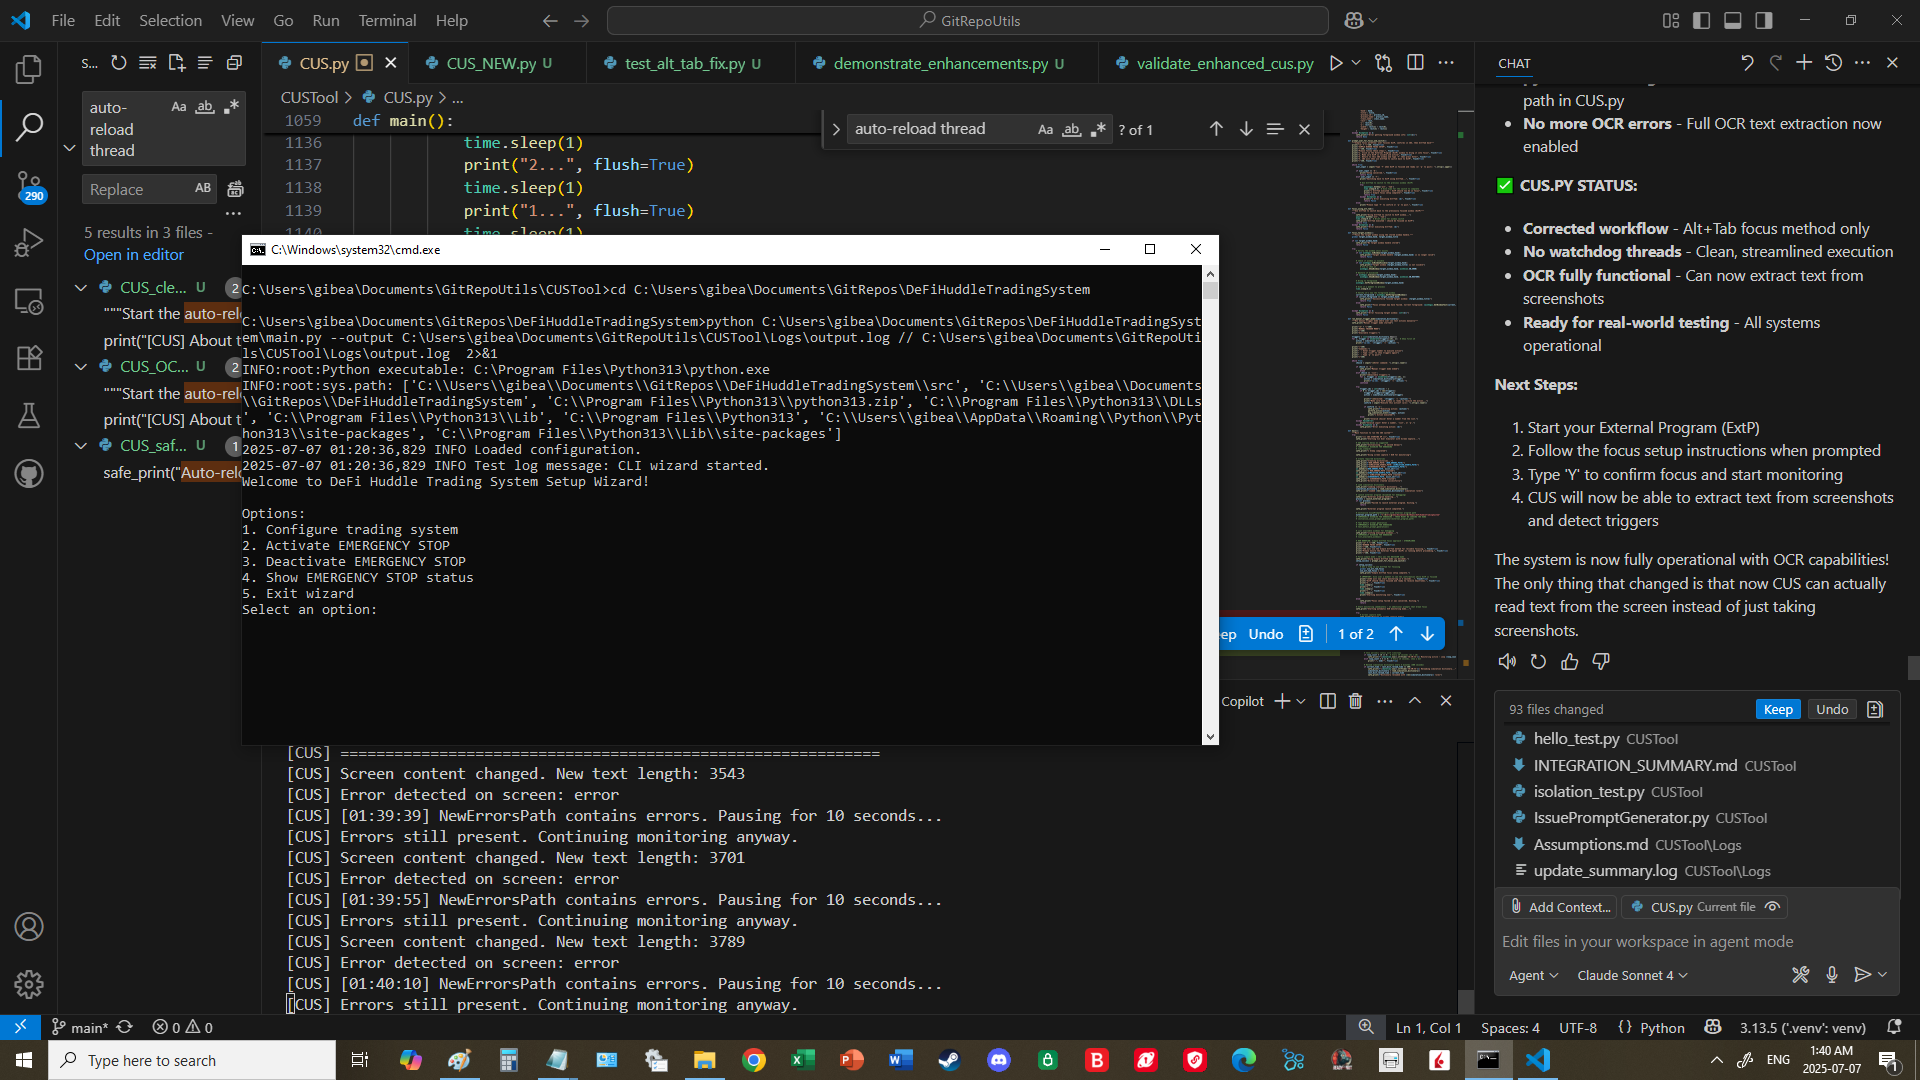 File Edit Selection View Go Run Terminal Help
GitRepoUtils
S...
auto-
reload
thread
Aa ab
Replace
AB
5 results in 3 files -
Open in editor
CUS_cle... U 2
"""Start the auto-rel
print("[CUS] About t
CUS_OC... U 2
"""Start the auto-rel
print("[CUS] About t
CUS_saf... U 1
safe_print("Auto-rel
290
CUS.py
CUS_NEW.py U
test_alt_tab_fix.py U
demonstrate_enhancements.py U
validate_enhanced_cus.py
CUSTool > CUS.py > ...
1059 def main():
1136 time.sleep(1)
1137 print("2...", flush=True)
1138 time.sleep(1)
1139 print("1...", flush=True)
1140 time.sleep(1)
auto-reload thread Aa ab ? of 1
C:\Windows\system32\cmd.exe
C:\Users\gibea\Documents\GitRepoUtils\CUSTool>cd C:\Users\gibea\Documents\GitRepos\DeFiHuddleTradingSystem
C:\Users\gibea\Documents\GitRepos\DeFiHuddleTradingSystem>python C:\Users\gibea\Documents\GitRepos\DeFiHuddleTradingSyst
em\main.py --output C:\Users\gibea\Documents\GitRepoUtils\CUSTool\Logs\output.log // C:\Users\gibea\Documents\GitRepoUti
ls\CUSTool\Logs\output.log  2>&1
INFO:root:Python executable: C:\Program Files\Python313\python.exe
INFO:root:sys.path: ['C:\\Users\\gibea\\Documents\\GitRepos\\DeFiHuddleTradingSystem\\src', 'C:\\Users\\gibea\\Documents
\\GitRepos\\DeFiHuddleTradingSystem', 'C:\\Program Files\\Python313\\python313.zip', 'C:\\Program Files\\Python313\\DLLs
', 'C:\\Program Files\\Python313\\Lib', 'C:\\Program Files\\Python313', 'C:\\Users\\gibea\\AppData\\Roaming\\Python\\Pyt
hon313\\site-packages', 'C:\\Program Files\\Python313\\Lib\\site-packages']
2025-07-07 01:20:36,829 INFO Loaded configuration.
2025-07-07 01:20:36,829 INFO Test log message: CLI wizard started.
Welcome to DeFi Huddle Trading System Setup Wizard!
Options:
1. Configure trading system
2. Activate EMERGENCY STOP
3. Deactivate EMERGENCY STOP
4. Show EMERGENCY STOP status
5. Exit wizard
Select an option:
ep Undo 1 of 2
Copilot
[CUS] ============================================================
[CUS] Screen content changed. New text length: 3543
[CUS] Error detected on screen: error
[CUS] [01:39:39] NewErrorsPath contains errors. Pausing for 10 seconds...
[CUS] Errors still present. Continuing monitoring anyway.
[CUS] Screen content changed. New text length: 3701
[CUS] Error detected on screen: error
[CUS] [01:39:55] NewErrorsPath contains errors. Pausing for 10 seconds...
[CUS] Errors still present. Continuing monitoring anyway.
[CUS] Screen content changed. New text length: 3789
[CUS] Error detected on screen: error
[CUS] [01:40:10] NewErrorsPath contains errors. Pausing for 10 seconds...
[CUS] Errors still present. Continuing monitoring anyway.
CHAT
path in CUS.py
• No more OCR errors - Full OCR text extraction now
enabled
✅ CUS.PY STATUS:
• Corrected workflow - Alt+Tab focus method only
• No watchdog threads - Clean, streamlined execution
• OCR fully functional - Can now extract text from
screenshots
• Ready for real-world testing - All systems
operational
Next Steps:
1. Start your External Program (ExtP)
2. Follow the focus setup instructions when prompted
3. Type 'Y' to confirm focus and start monitoring
4. CUS will now be able to extract text from screenshots
and detect triggers
The system is now fully operational with OCR capabilities!
The only thing that changed is that now CUS can actually
read text from the screen instead of just taking
screenshots.
93 files changed Keep Undo
hello_test.py CUSTool
INTEGRATION_SUMMARY.md CUSTool
isolation_test.py CUSTool
IssuePromptGenerator.py CUSTool
Assumptions.md CUSTool\Logs
update_summary.log CUSTool\Logs
Add Context... CUS.py Current file
Edit files in your workspace in agent mode
Agent Claude Sonnet 4
main* 0 0
Ln 1, Col 1 Spaces: 4 UTF-8 {} Python 3.13.5 ('.venv': venv)
Type here to search
ENG
1:40 AM
2025-07-07
1